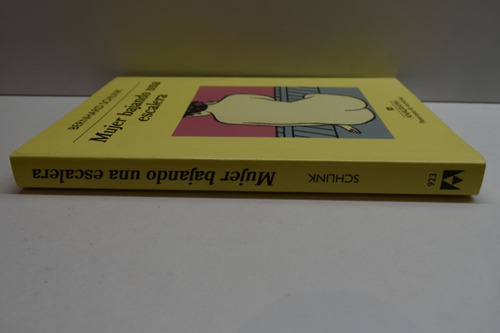 BERNHARD SCHLINK
Mujer bajando una
escalera
Mujer bajando una escalera
SCHLINK
923